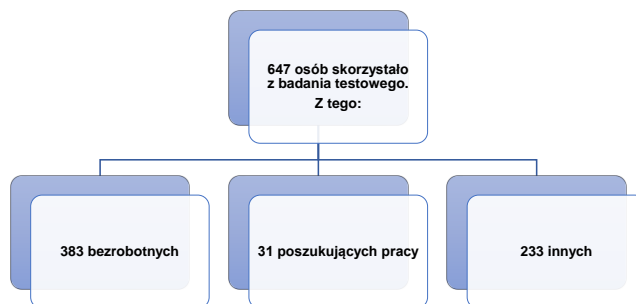 647 osób skorzystało
z badania testowego.
Z tego:
383 bezrobotnych
31 poszukujących pracy
233 innych